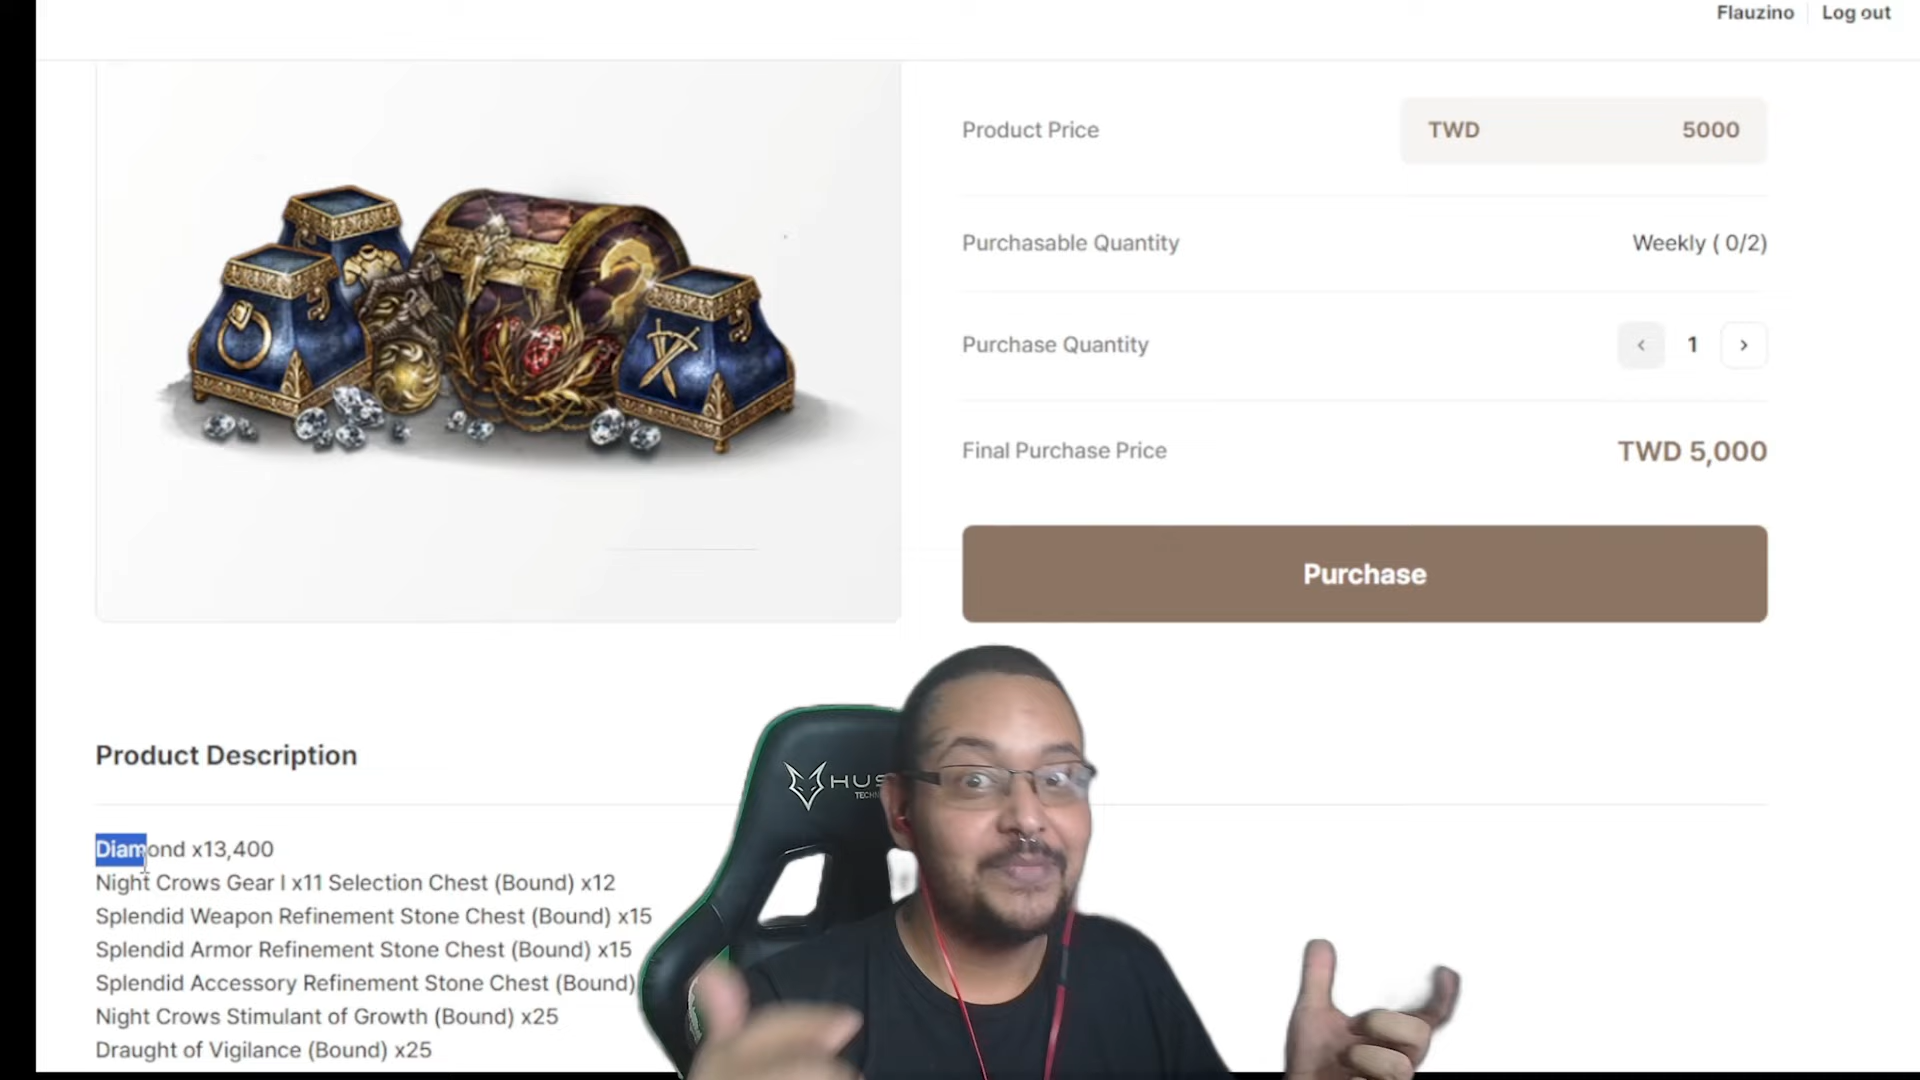 Flauzino
Log out
Product Price
TWD 5000
Purchasable Quantity
Weekly ( 0/2)
Purchase Quantity
1
Final Purchase Price
TWD 5,000
Purchase
Product Description
Diamond x13,400
Night Crows Gear I x11 Selection Chest (Bound) x12
Splendid Weapon Refinement Stone Chest (Bound) x15
Splendid Armor Refinement Stone Chest (Bound) x15
Splendid Accessory Refinement Stone Chest (Bound)
Night Crows Stimulant of Growth (Bound) x25
Draught of Vigilance (Bound) x25
HUS
TECHN